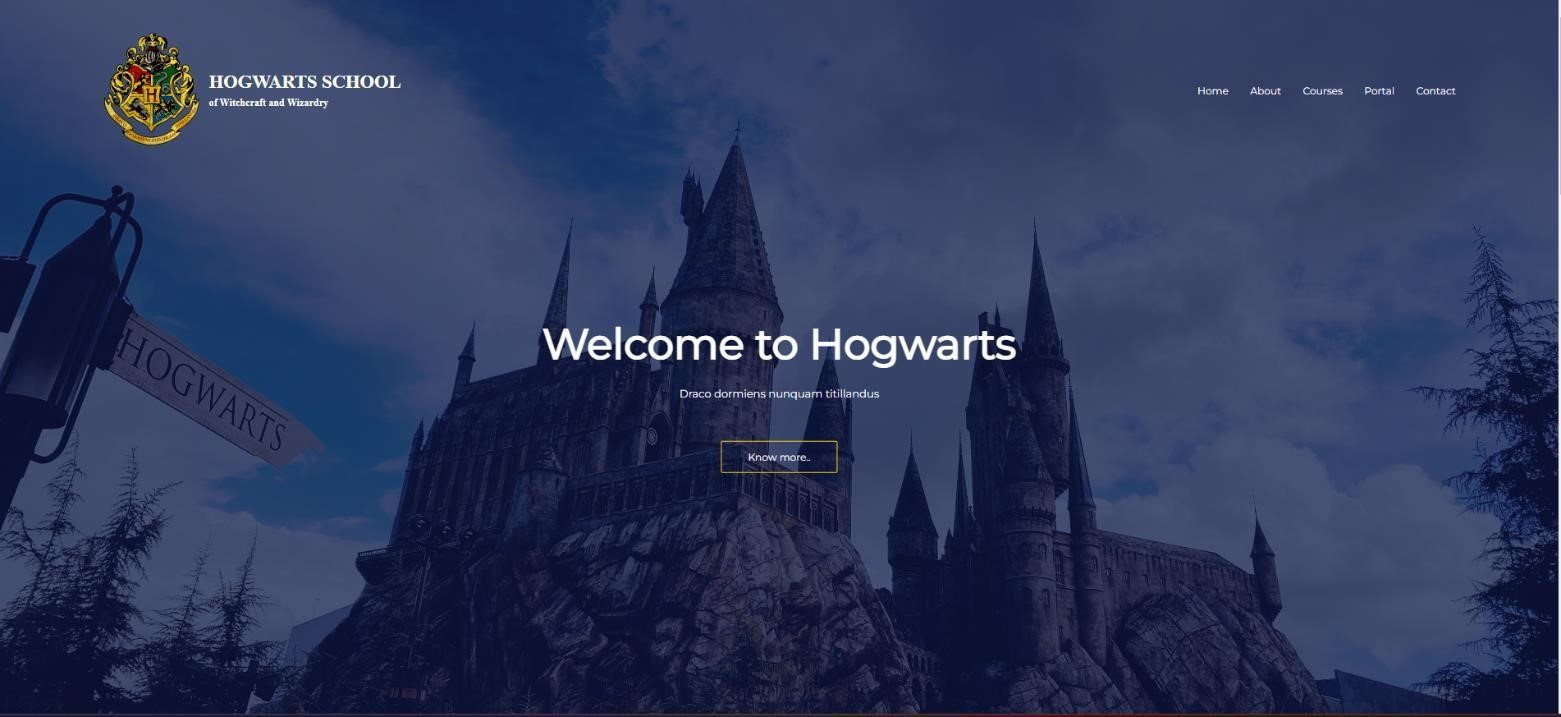 HOGWARTS SCHOOL
of Witchcraft and Wizardry
Home About Courses Portal Contact
HOGWARTS
Welcome to Hogwarts
Draco dormiens nunquam titillandus
Know more..
H